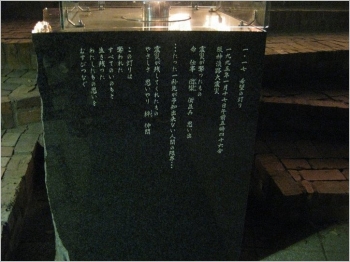 一・一七　希望の灯り
一九九五年一月十七日午前五時四十六分
阪神淡路大震災
震災が奪ったもの
命　仕事　団欒　街並み　思い出
…たった一秒先が予知出来ない人間の限界…
震災が残してくれたもの
やさしさ　思いやり　絆　仲間
この灯りは
奪われた
すべてのいのちと
生き残った
わたしたちの思いを
むすびつなぐ